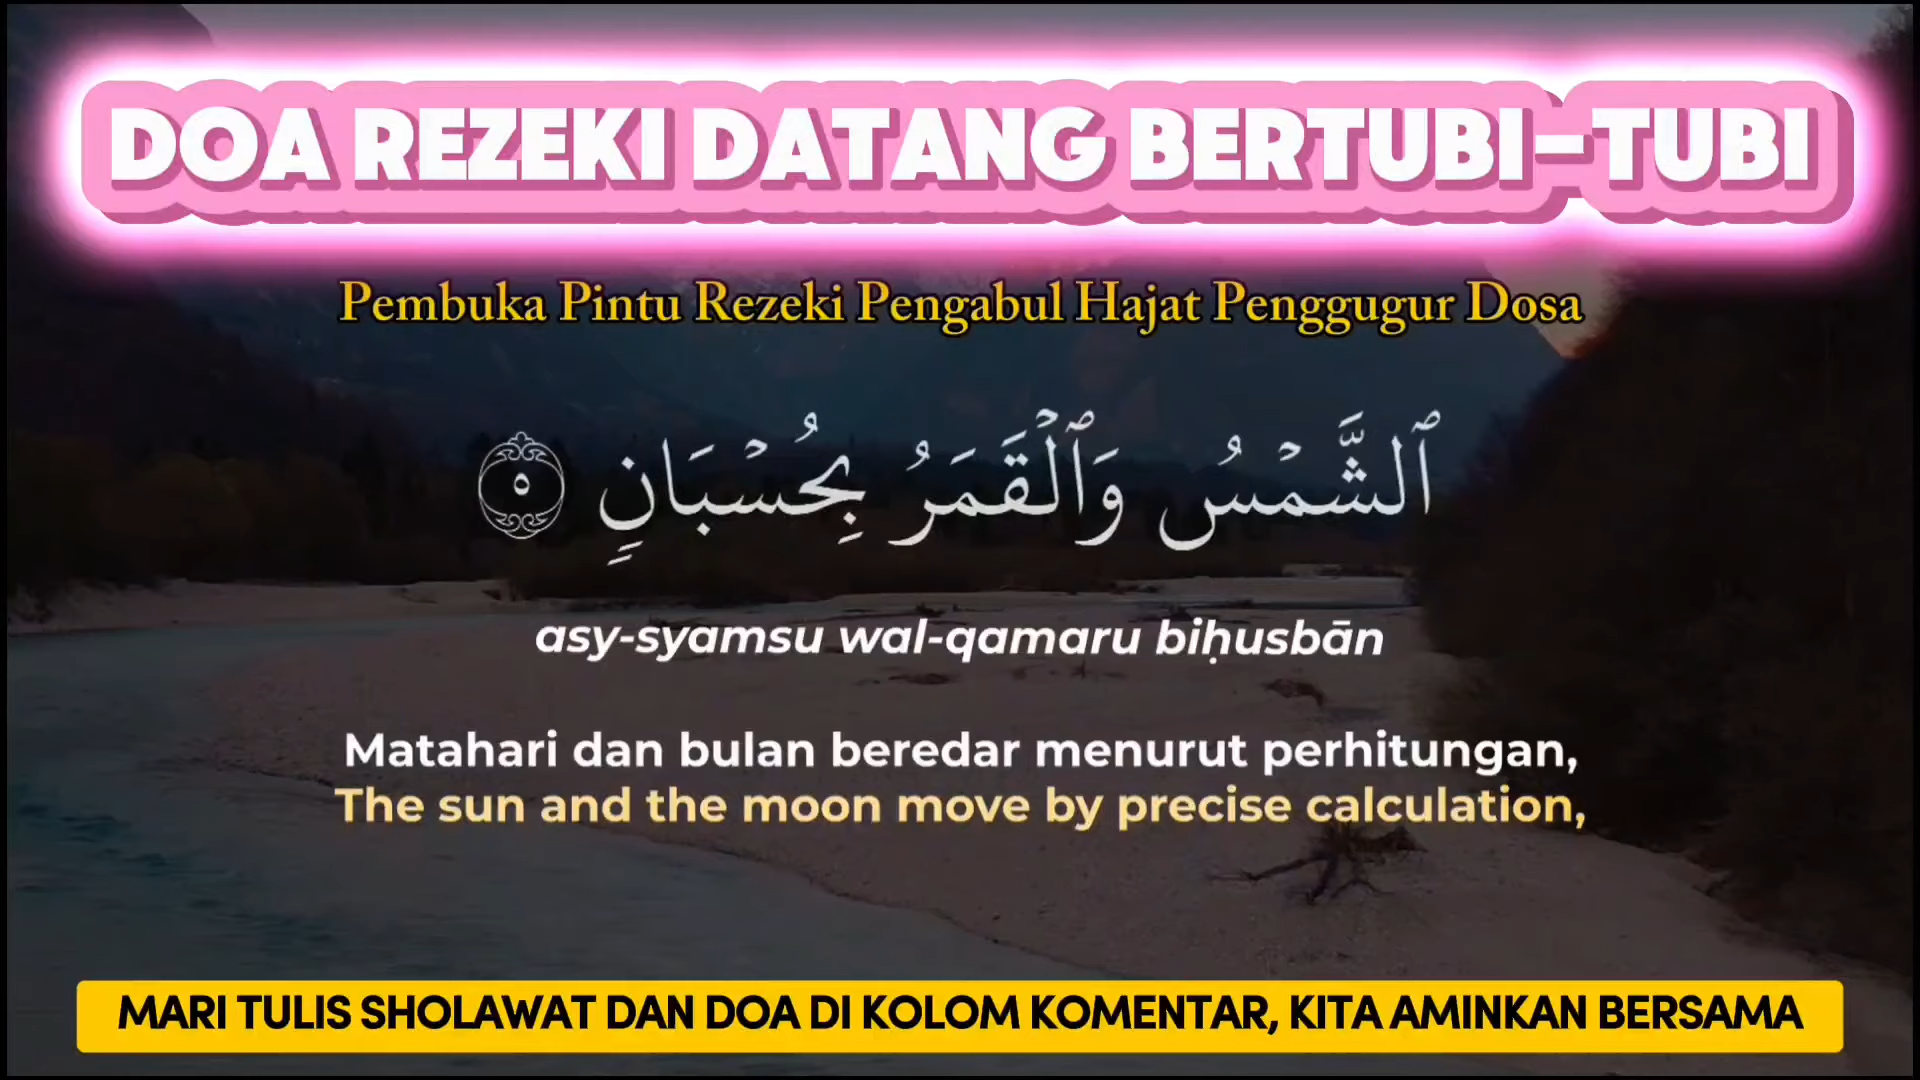 DOA REZEKI DATANG BERTUBI-TUBI
Pembuka Pintu Rezeki Pengabul Hajat Penggugur Dosa
ٱلشَّمْسُ وَٱلْقَمَرُ بِحُسْبَانٍ ٥
asy-syamsu wal-qamaru biḥusbān
Matahari dan bulan beredar menurut perhitungan,
The sun and the moon move by precise calculation,
MARI TULIS SHOLAWAT DAN DOA DI KOLOM KOMENTAR, KITA AMINKAN BERSAMA